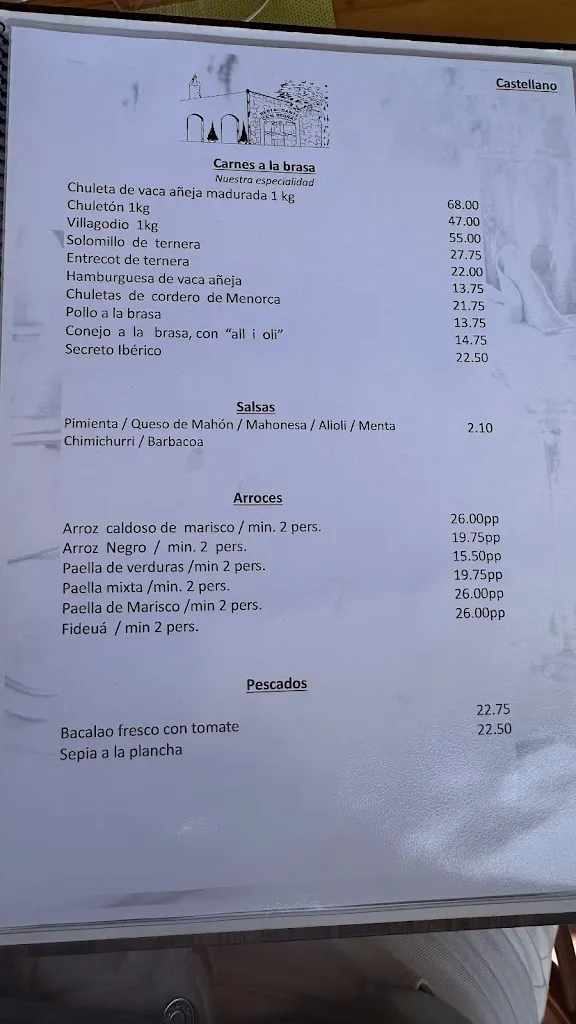 Castellano
RESTAURANTE
Carnes a la brasa
Nuestra especialidad
Chuleta de vaca añeja madurada 1 kg 68.00
Chuletón 1kg 47.00
Villagodio 1kg 55.00
Solomillo de ternera 27.75
Entrecot de ternera 22.00
Hamburguesa de vaca añeja 13.75
Chuletas de cordero de Menorca 21.75
Pollo a la brasa 13.75
Conejo a la brasa, con “all i oli” 14.75
Secreto Ibérico 22.50
Salsas
Pimienta / Queso de Mahón / Mahonesa / Alioli / Menta 2.10
Chimichurri / Barbacoa
Arroces
Arroz caldoso de marisco / min. 2 pers. 26.00pp
Arroz Negro / min. 2 pers. 19.75pp
Paella de verduras /min 2 pers. 15.50pp
Paella mixta /min. 2 pers. 19.75pp
Paella de Marisco /min 2 pers. 26.00pp
Fideuá / min 2 pers. 26.00pp
Pescados
Bacalao fresco con tomate 22.75
Sepia a la plancha 22.50